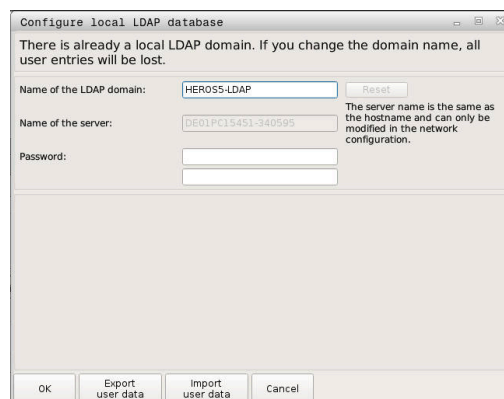 Configure local LDAP database
There is already a local LDAP domain. If you change the domain name, all
user entries will be lost.
Name of the LDAP domain:
HEROS5-LDAP
Reset
Name of the server:
DE01PC15451-340595
The server name is the same as
the hostname and can only be
modified in the network
configuration.
Password:
OK
Export
user data
Import
user data
Cancel